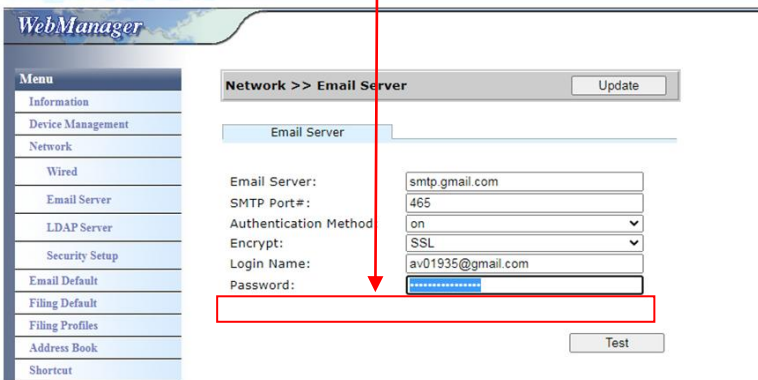 WebManager
Menu
Information
Device Management
Network
Wired
Email Server
LDAP Server
Security Setup
Email Default
Filing Default
Filing Profiles
Address Book
Shortcut
Network >> Email Server
Update
Email Server
Email Server: smtp.gmail.com
SMTP Port#: 465
Authentication Method: on
Encrypt: SSL
Login Name: av01935@gmail.com
Password: ••••••••••••••••
Test